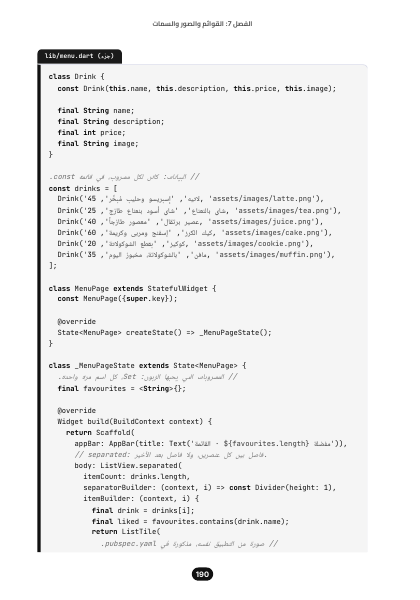 الفصل 7: القوائم والصور والسمات
lib/menu.dart (جزء)
class Drink {
const Drink(this.name, this.description, this.price, this.image);
final String name;
final String description;
final int price;
final String image;
}
// البيانات: كائن لكل مشروب، في قائمة const.
const drinks = [
Drink('لاتيه', 'إسبريسو وحليب مُبخَّر', 45, 'assets/images/latte.png'),
Drink('شاي بالنعناع', 'شاي أسود بنعناع طازج', 25, 'assets/images/tea.png'),
Drink('عصير برتقال', 'معصور طازجاً', 40, 'assets/images/juice.png'),
Drink('كيك الكرز', 'إسفنج ومربى وكريمة', 60, 'assets/images/cake.png'),
Drink('كوكيز', 'بقطع الشوكولاتة', 20, 'assets/images/cookie.png'),
Drink('مافن', 'بالشوكولاتة، مخبوز اليوم', 35, 'assets/images/muffin.png'),
];
class MenuPage extends StatefulWidget {
const MenuPage({super.key});
@override
State<MenuPage> createState() => _MenuPageState();
}
class _MenuPageState extends State<MenuPage> {
// المشروبات التي يحبها الزبون: Set، كل اسم مرة واحدة.
final favourites = <String>{};
@override
Widget build(BuildContext context) {
return Scaffold(
appBar: AppBar(title: Text('القائمة - ${favourites.length} مفضلة')),
// separated: فاصل بين كل عنصرين، ولا فاصل بعد الأخير.
body: ListView.separated(
itemCount: drinks.length,
separatorBuilder: (context, i) => const Divider(height: 1),
itemBuilder: (context, i) {
final drink = drinks[i];
final liked = favourites.contains(drink.name);
return ListTile(
// صورة من التطبيق نفسه، مذكورة في pubspec.yaml.
190